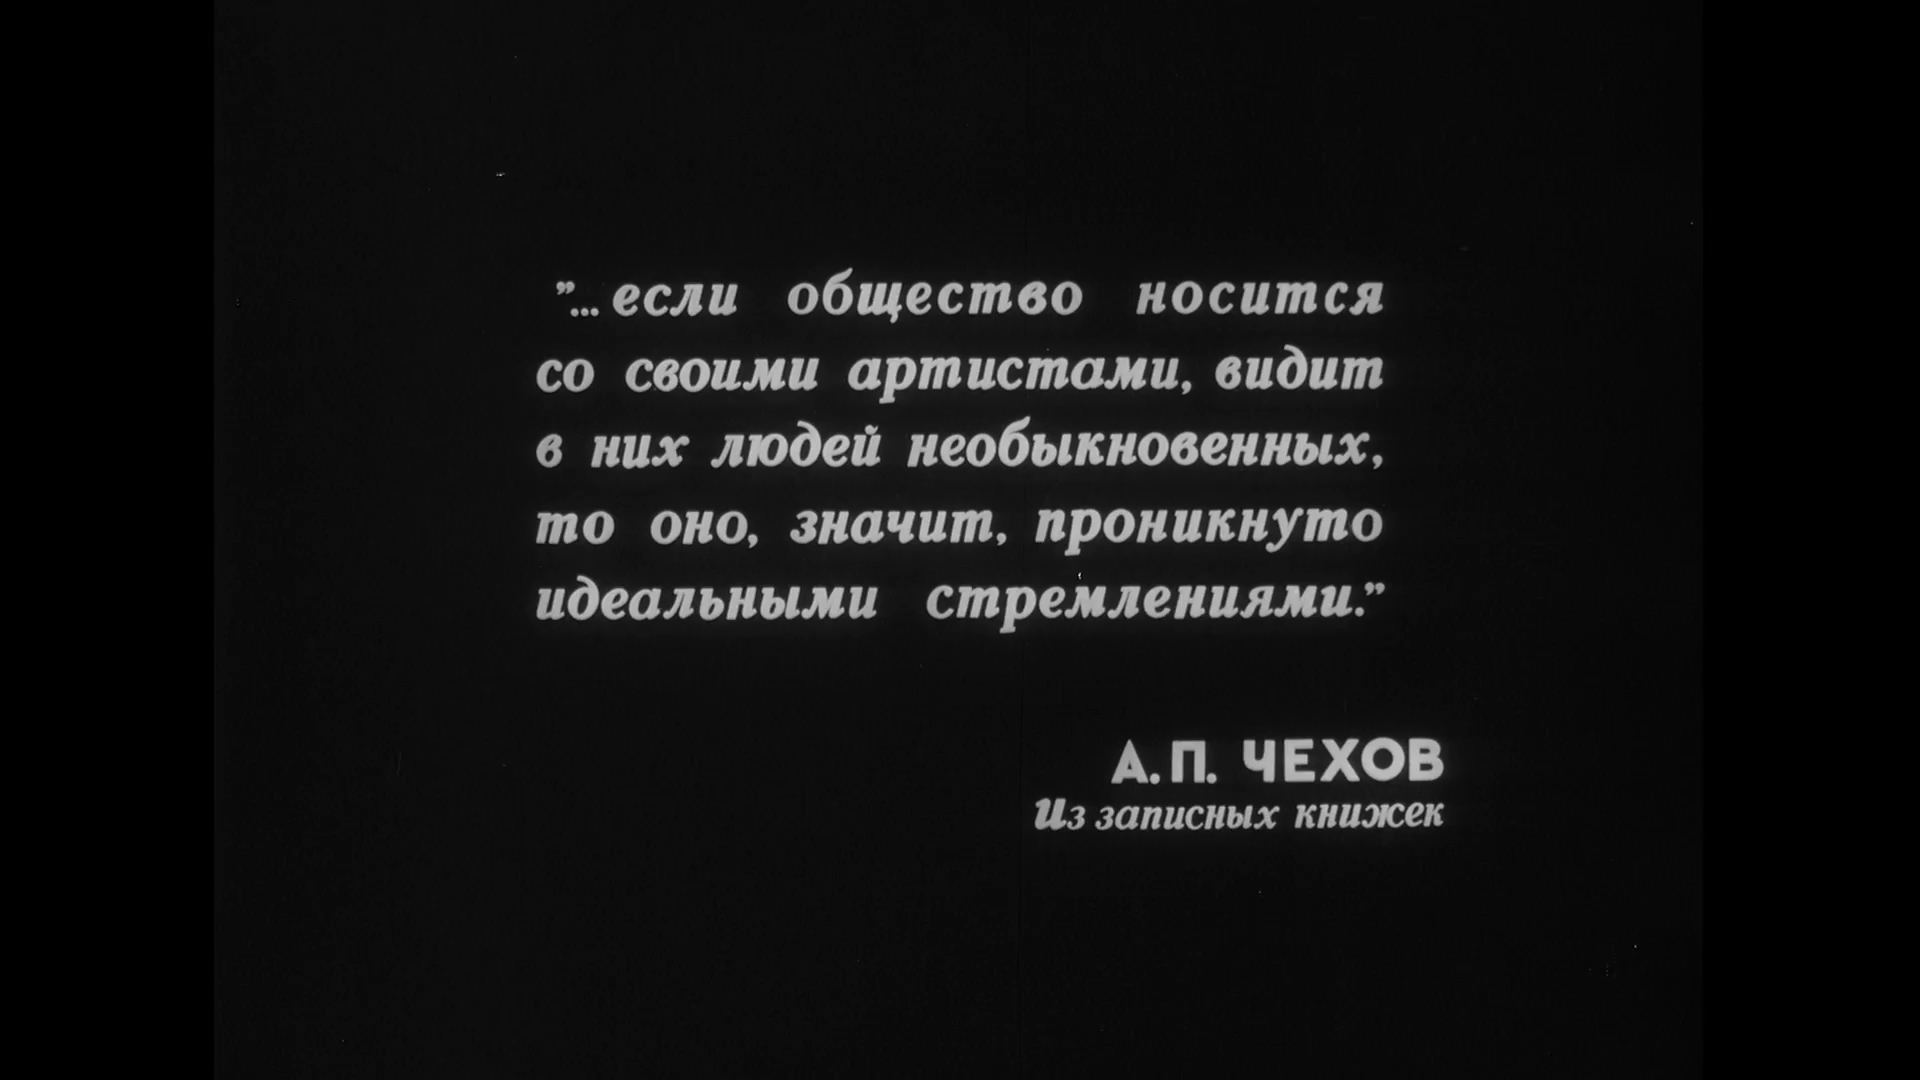 ”... если общество носится
со своими артистами, видит
в них людей необыкновенных,
то оно, значит, проникнуто
идеальными стремлениями.”
А. П. ЧЕХОВ
Из записных книжек